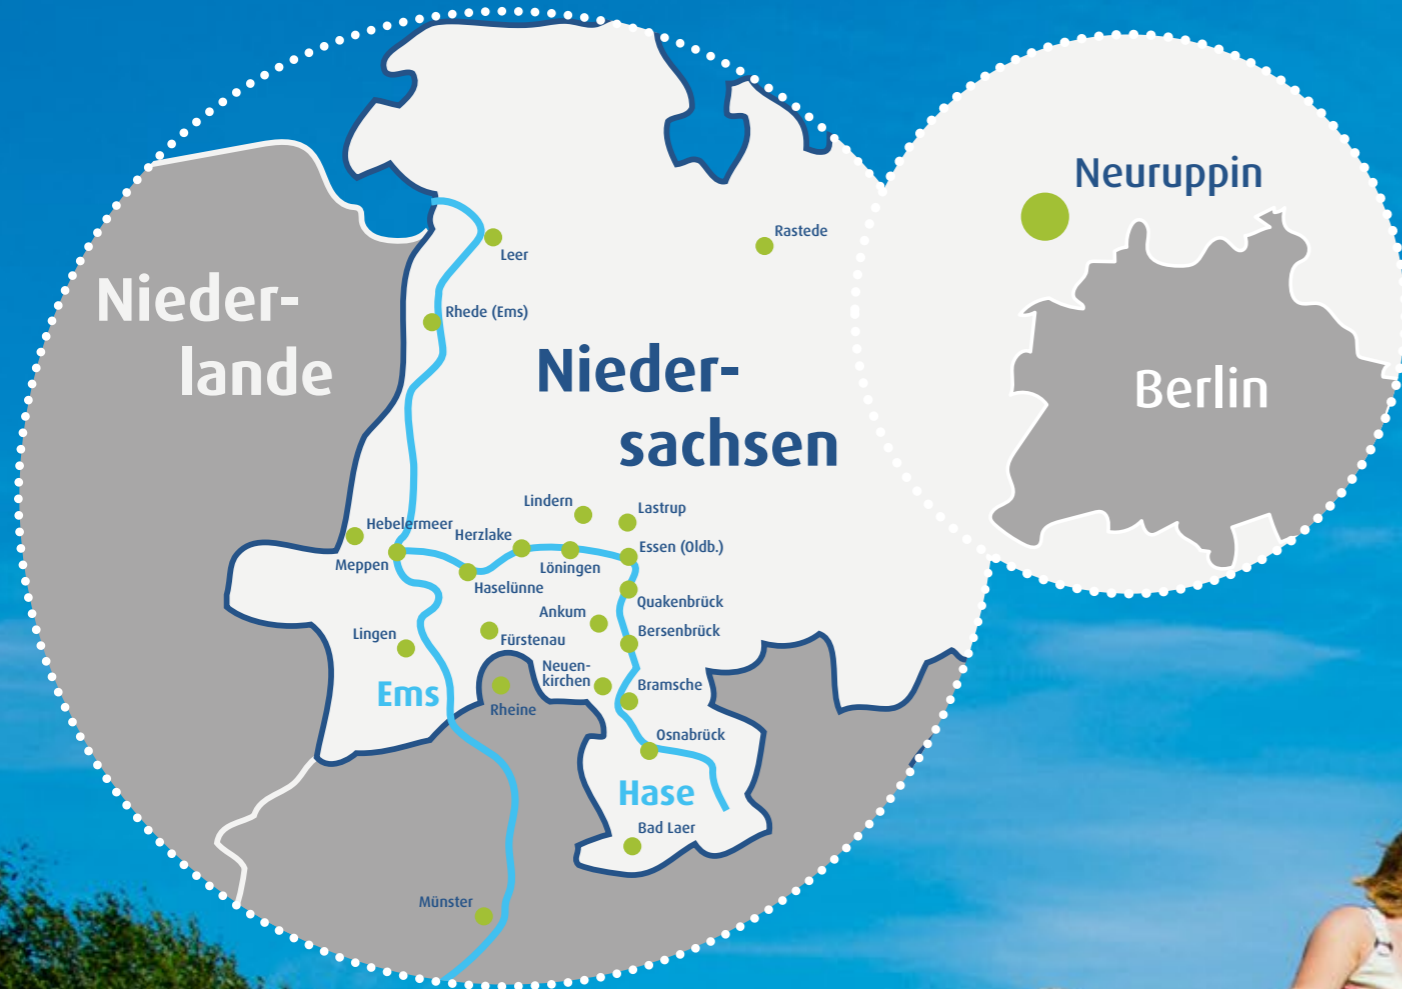 Neuruppin
Rastede
Leer
Nieder-
lande
Rhede (Ems)
Nieder-
sachsen
Berlin
Lindern
Lastrup
Hebelermeer
Herzlake
Essen (Oldb.)
Meppen
Löningen
Haselünne
Quakenbrück
Ankum
Bersenbrück
Lingen
Fürstenau
Neuen-
kirchen
Bramsche
Ems
Rheine
Osnabrück
Hase
Bad Laer
Münster